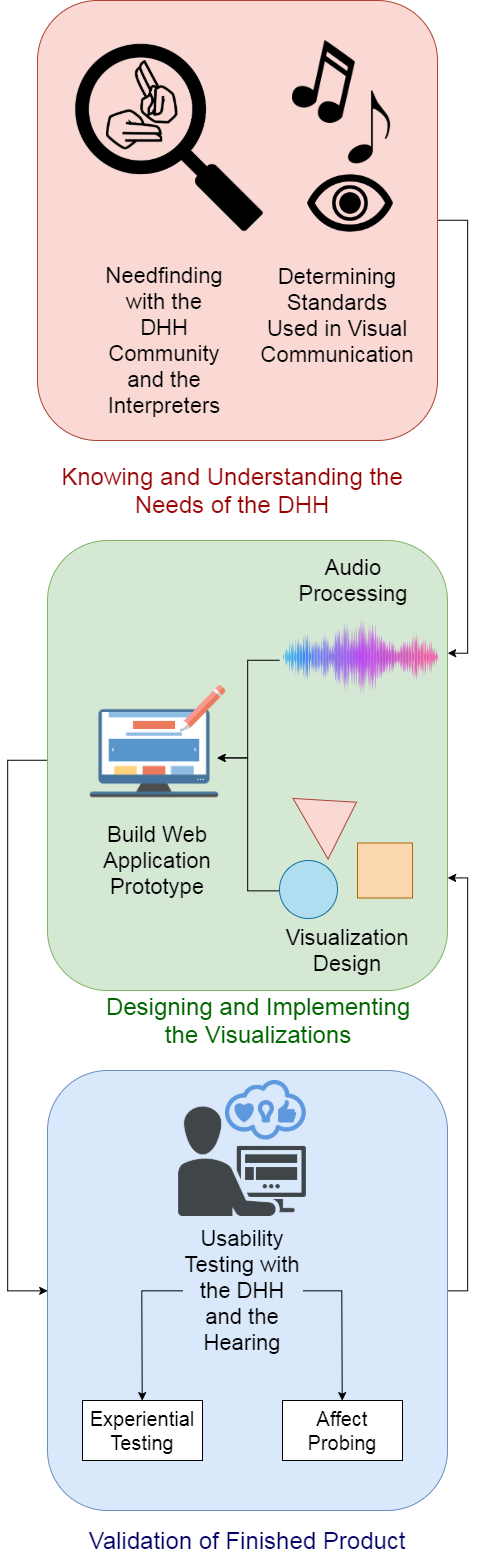 Needfinding
with the
DHH
Community
and the
Interpreters
Determining
Standards
Used in Visual
Communication
Knowing and Understanding the
Needs of the DHH
Audio
Processing
Build Web
Application
Prototype
Visualization
Design
Designing and Implementing
the Visualizations
Usability
Testing with
the DHH
and the
Hearing
Experiential
Testing
Affect
Probing
Validation of Finished Product